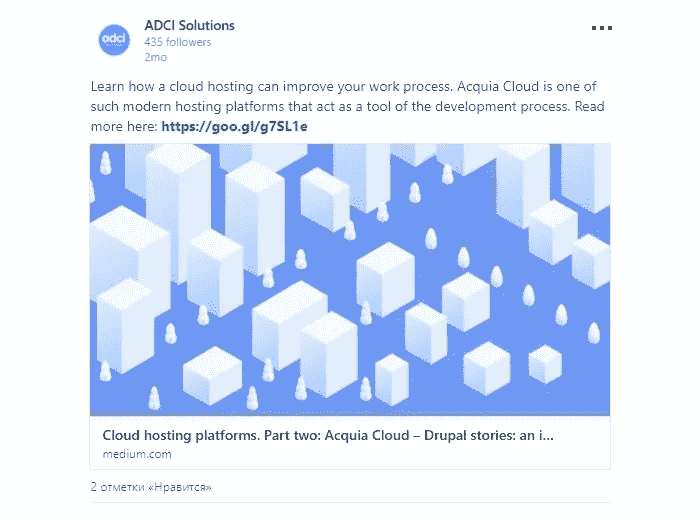 adci
ADCI Solutions
435 followers
2mo
Learn how a cloud hosting can improve your work process. Acquia Cloud is one of
such modern hosting platforms that act as a tool of the development process. Read
more here: https://goo.gl/g7SL1e
Cloud hosting platforms. Part two: Acquia Cloud – Drupal stories: an i...
medium.com
2 отметки «Нравится»